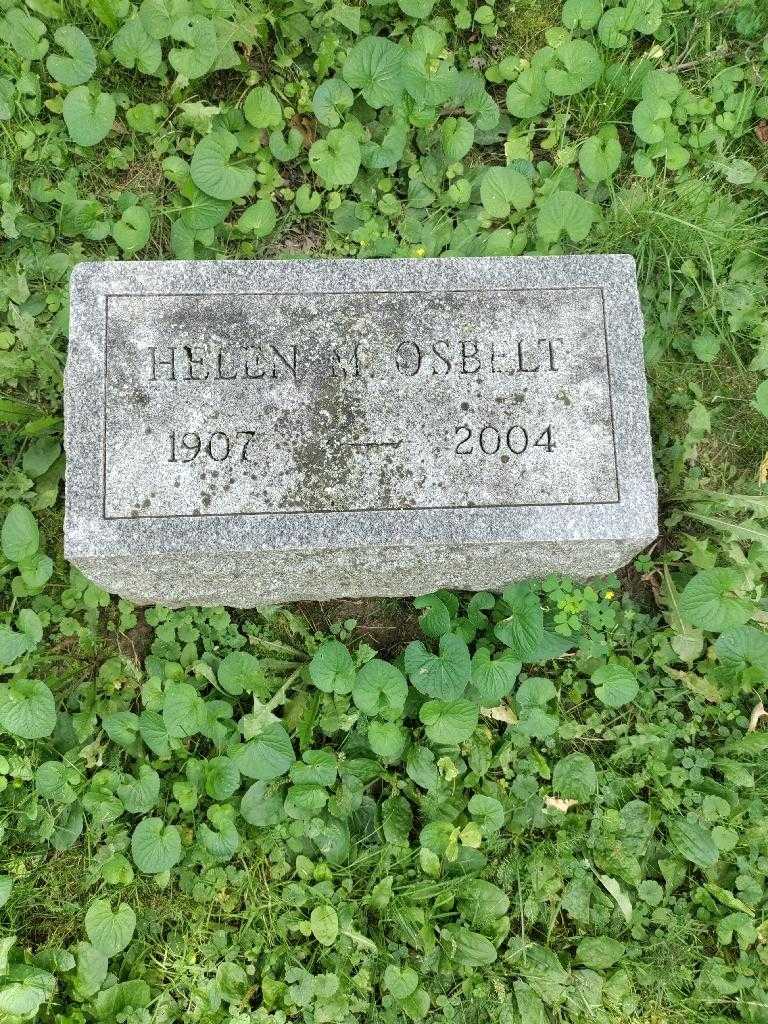 HELEN M. OSBELT
1907 — 2004